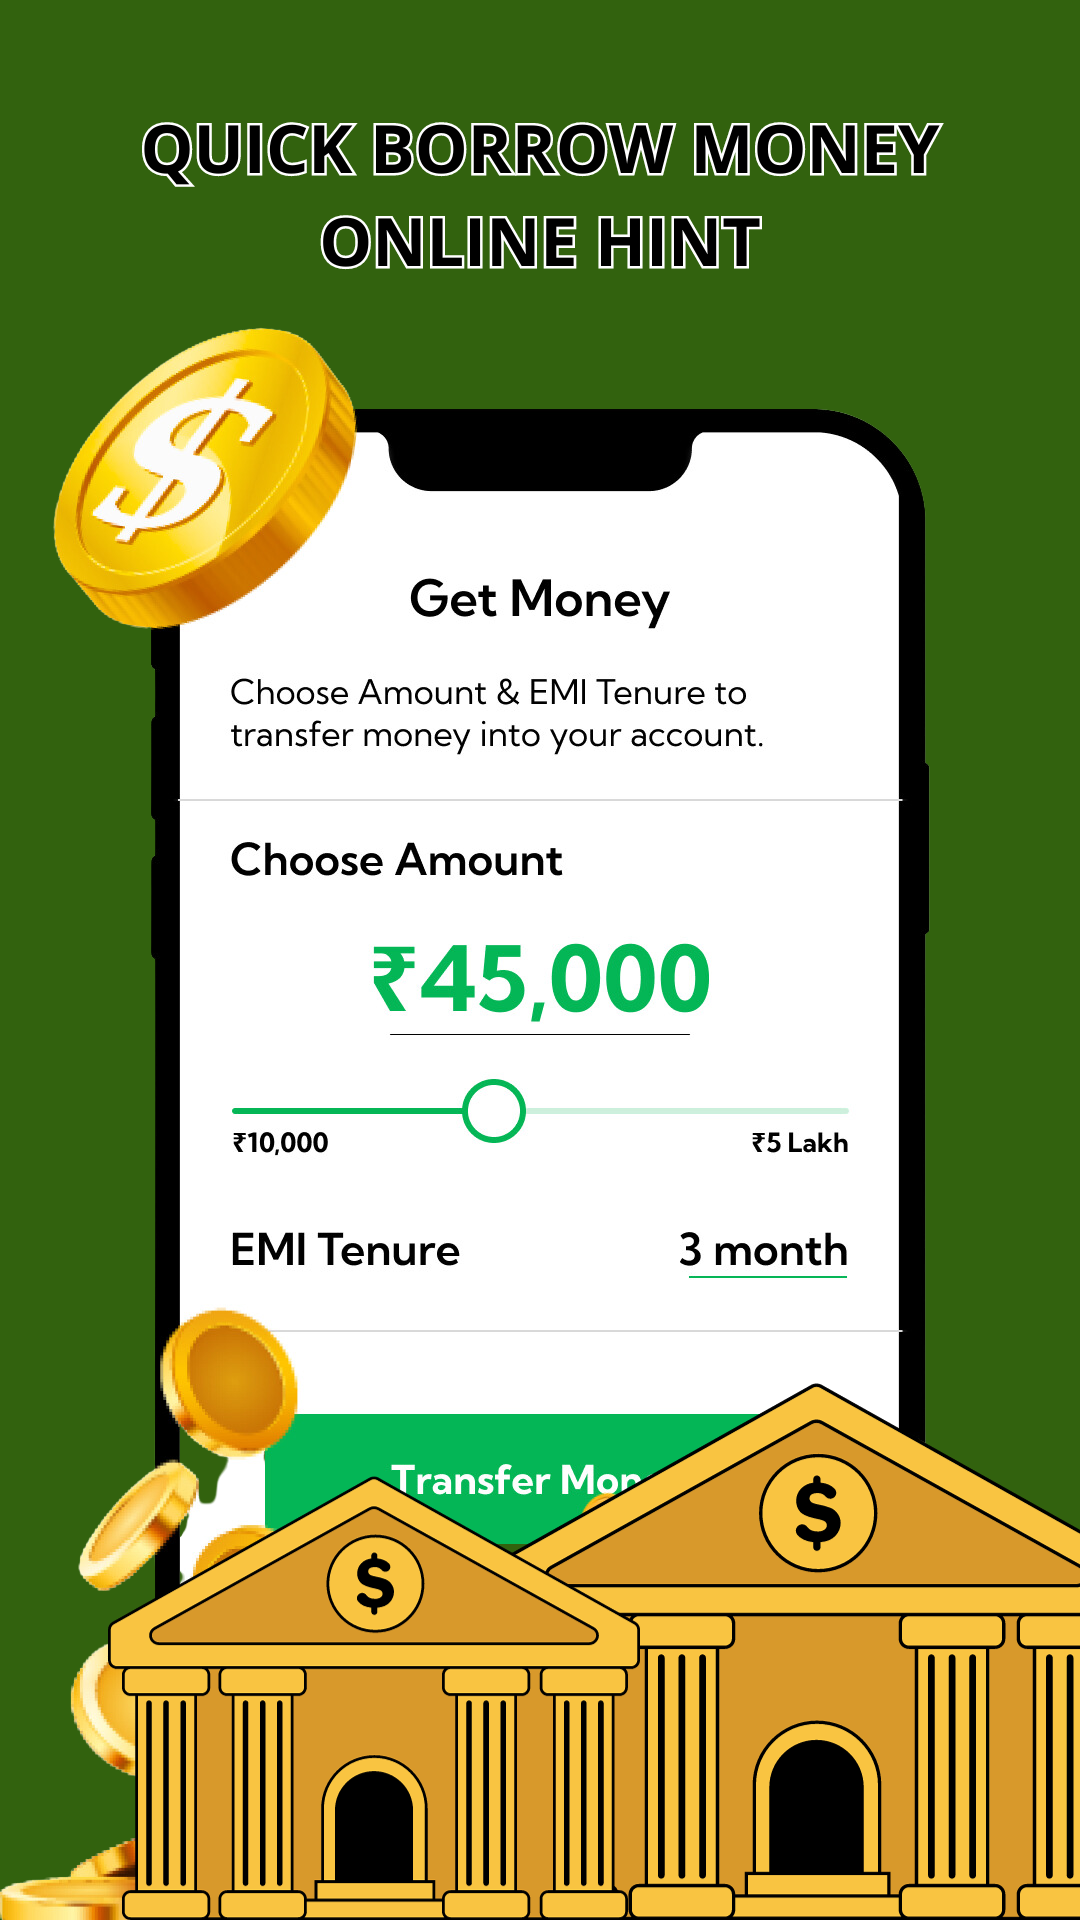 QUICK BORROW MONEY
ONLINE HINT
$
Get Money
Choose Amount & EMI Tenure to
transfer money into your account.
Choose Amount
₹45,000
₹10,000 ₹5 Lakh
EMI Tenure 3 month
Transfer Mon
$
$